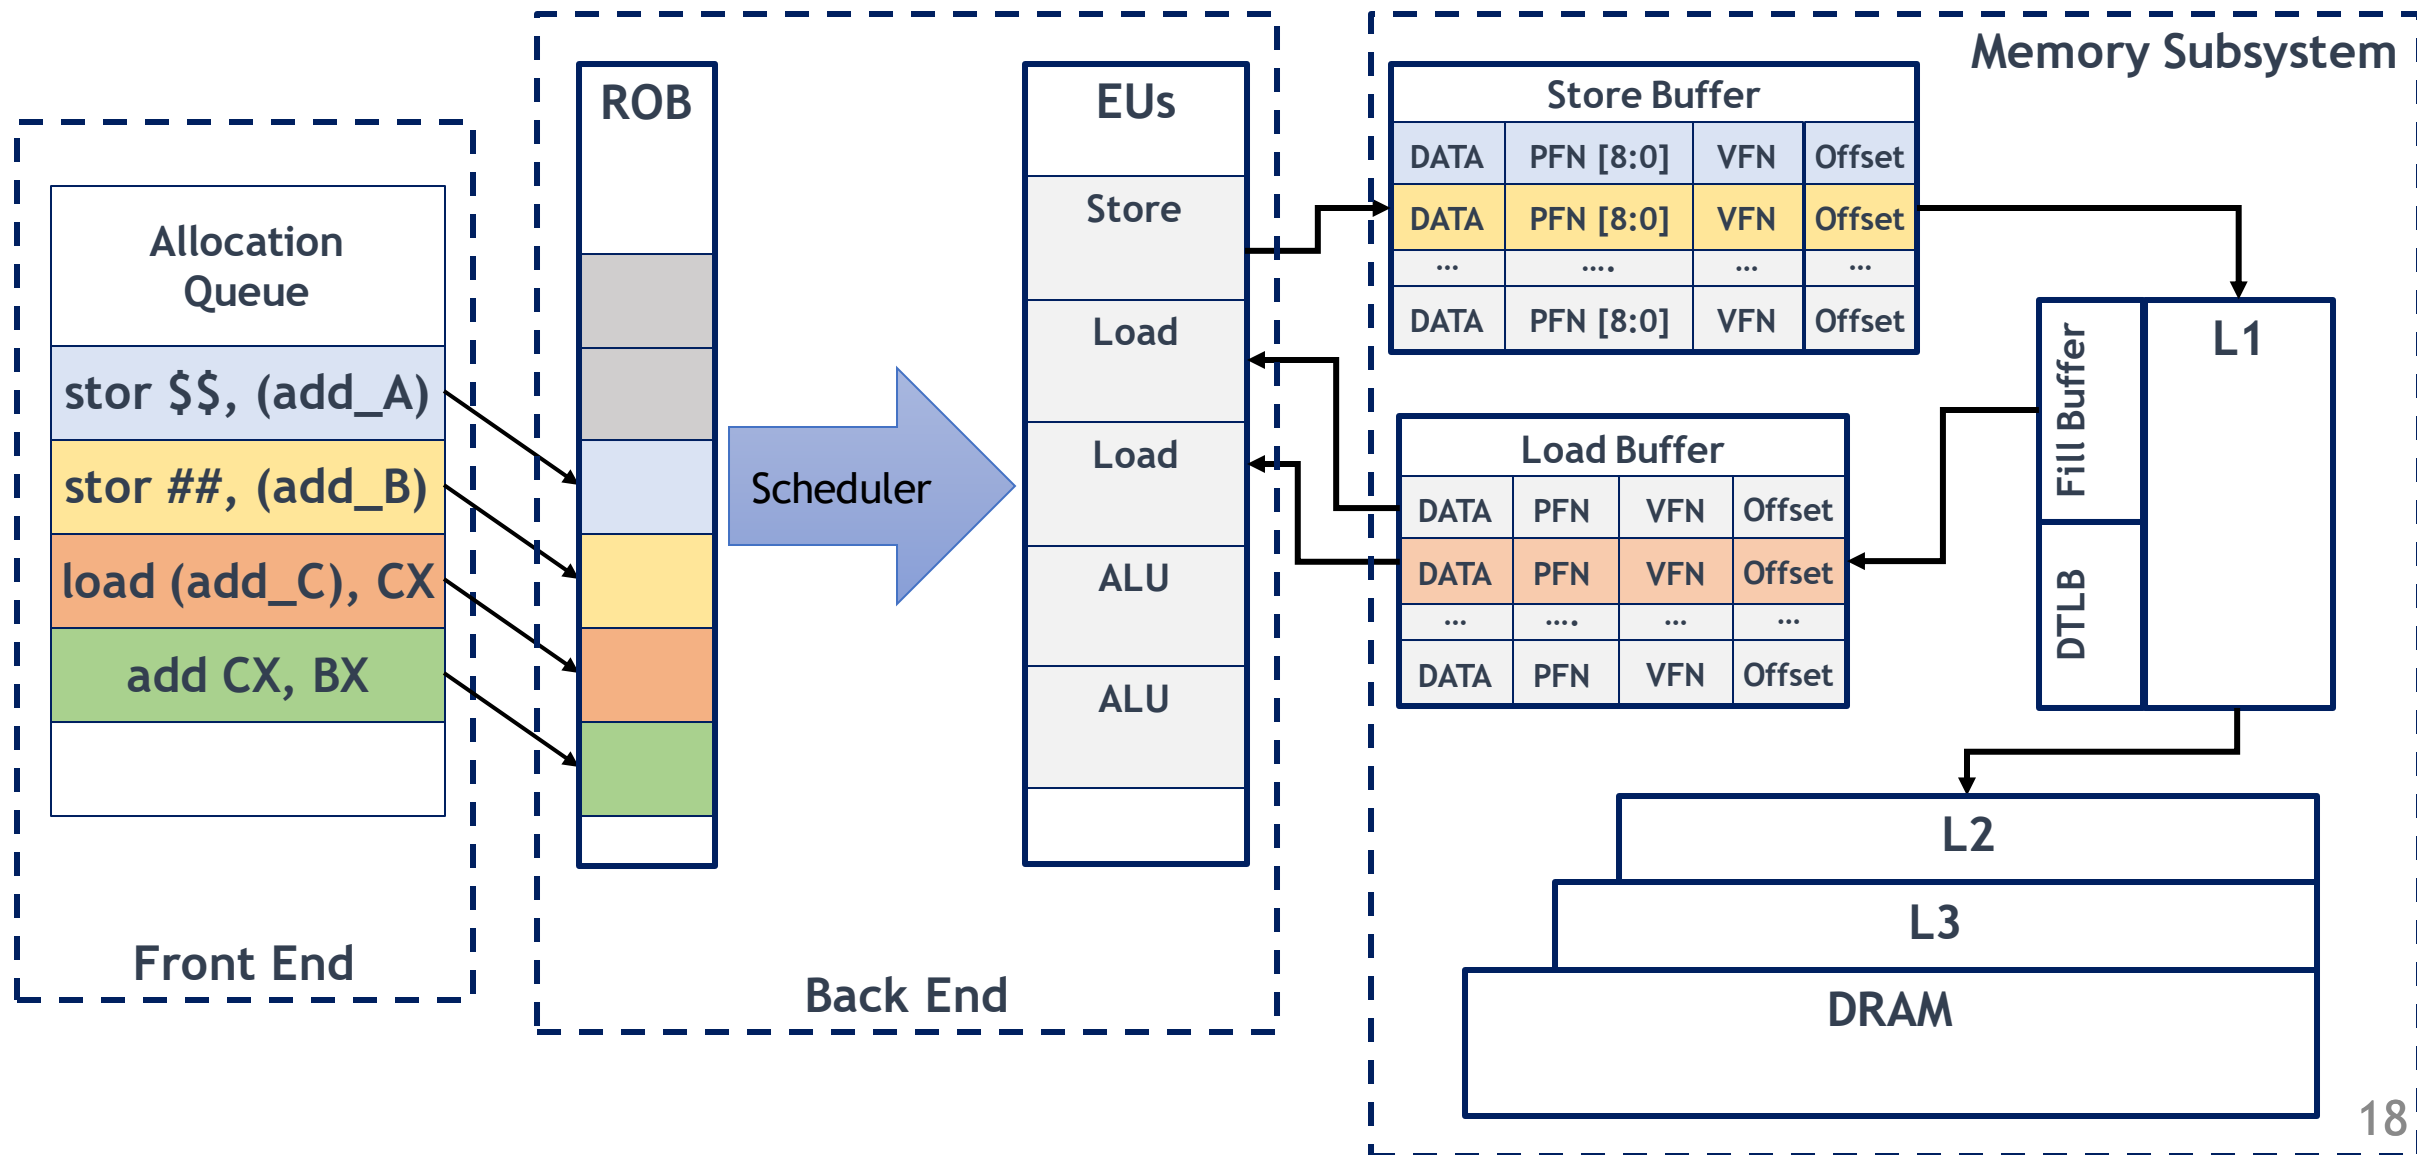 Allocation
Queue
stor $$, (add_A)
stor ##, (add_B)
load (add_C), CX
add CX, BX
Front End
ROB
Scheduler
EUs
Store
Load
Load
ALU
ALU
Back End
Memory Subsystem
Store Buffer
DATA PFN [8:0] VFN Offset
DATA PFN [8:0] VFN Offset
... .... ... ...
DATA PFN [8:0] VFN Offset
Load Buffer
DATA PFN VFN Offset
DATA PFN VFN Offset
... .... ... ...
DATA PFN VFN Offset
Fill Buffer
DTLB
L1
L2
L3
DRAM
18